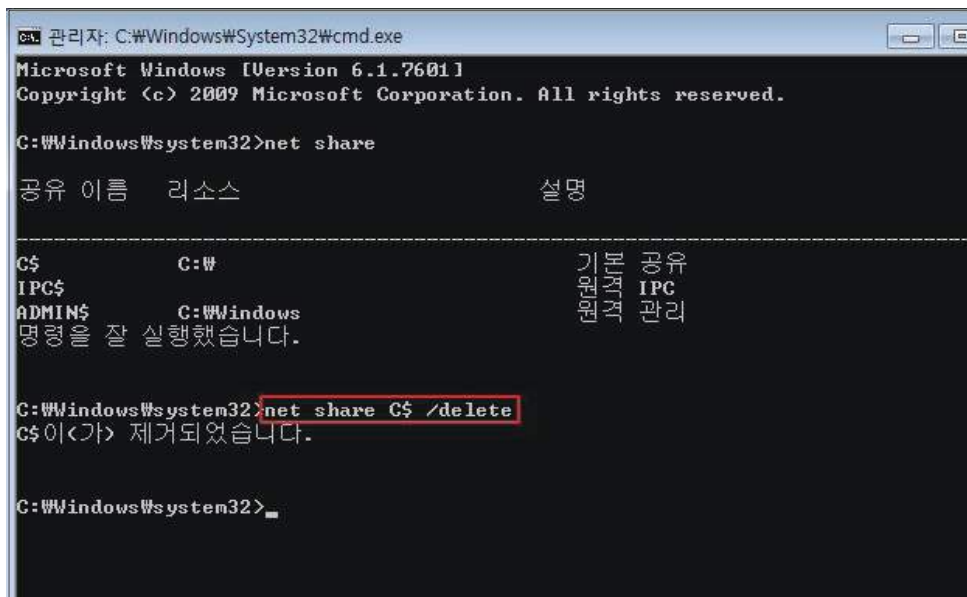 관리자: C:₩Windows₩System32₩cmd.exe
Microsoft Windows [Version 6.1.7601]
Copyright (c) 2009 Microsoft Corporation. All rights reserved.
C:₩Windows₩system32>net share
공유 이름 리소스 설명
-------------------------------------------------------------------------------
C$ C:₩ 기본 공유
IPC$ 원격 IPC
ADMIN$ C:₩Windows 원격 관리
명령을 잘 실행했습니다.
C:₩Windows₩system32>net share C$ /delete
C$이(가) 제거되었습니다.
C:₩Windows₩system32>_